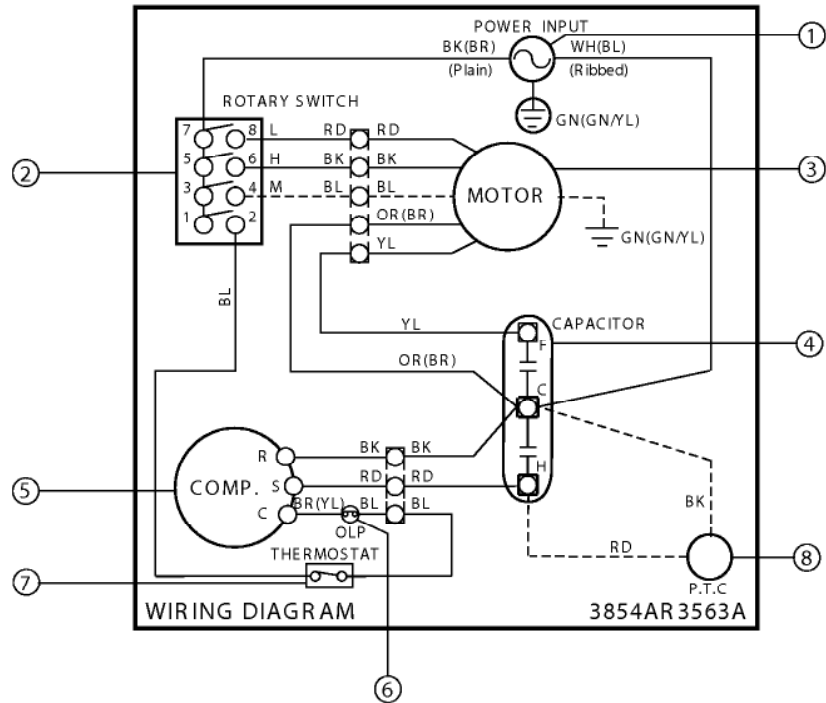 POWER INPUT
BK(BR) WH(BL)
(Plain) (Ribbed)
1
GN(GN/YL)
ROTARY SWITCH
7 8 L RD RD
5 6 H BK BK
2
3 4 M BL BL
1 2 OR(BR)
YL
MOTOR
3
GN(GN/YL)
BL
YL
CAPACITOR
F
4
OR(BR)
C
R BK BK
COMP. S RD RD
H
5
C BR(YL) BL BL
OLP
BK
THERMOSTAT
RD
7
8
P.T.C
WIRING DIAGRAM 3854AR3563A
6